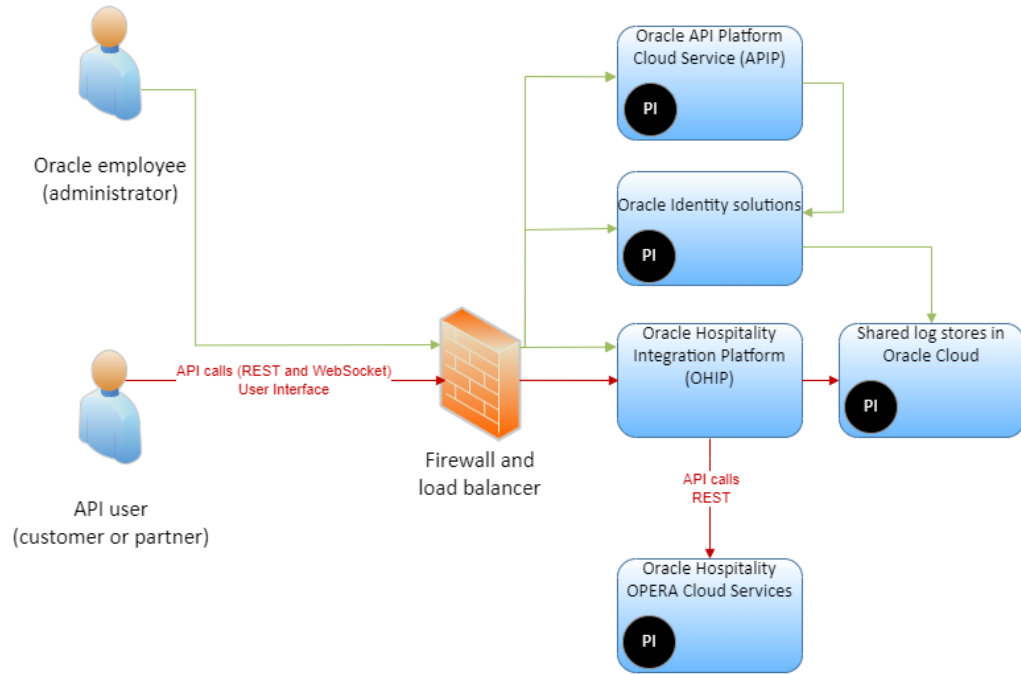 Oracle API Platform
Cloud Service (APIP)
PI
Oracle employee
(administrator)
Oracle Identity solutions
PI
Oracle Hospitality
Integration Platform
(OHIP)
Shared log stores in
Oracle Cloud
PI
API calls (REST and WebSocket)
User Interface
Firewall and
load balancer
API user
(customer or partner)
API calls
REST
Oracle Hospitality
OPERA Cloud Services
PI